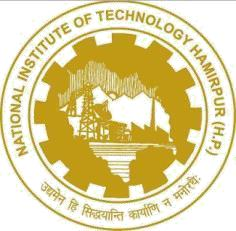 NATIONAL INSTITUTE OF TECHNOLOGY HAMIRPUR (H.P.)
उद्यमेन हि सिद्ध्यन्ति कार्याणि न मनोरथैः